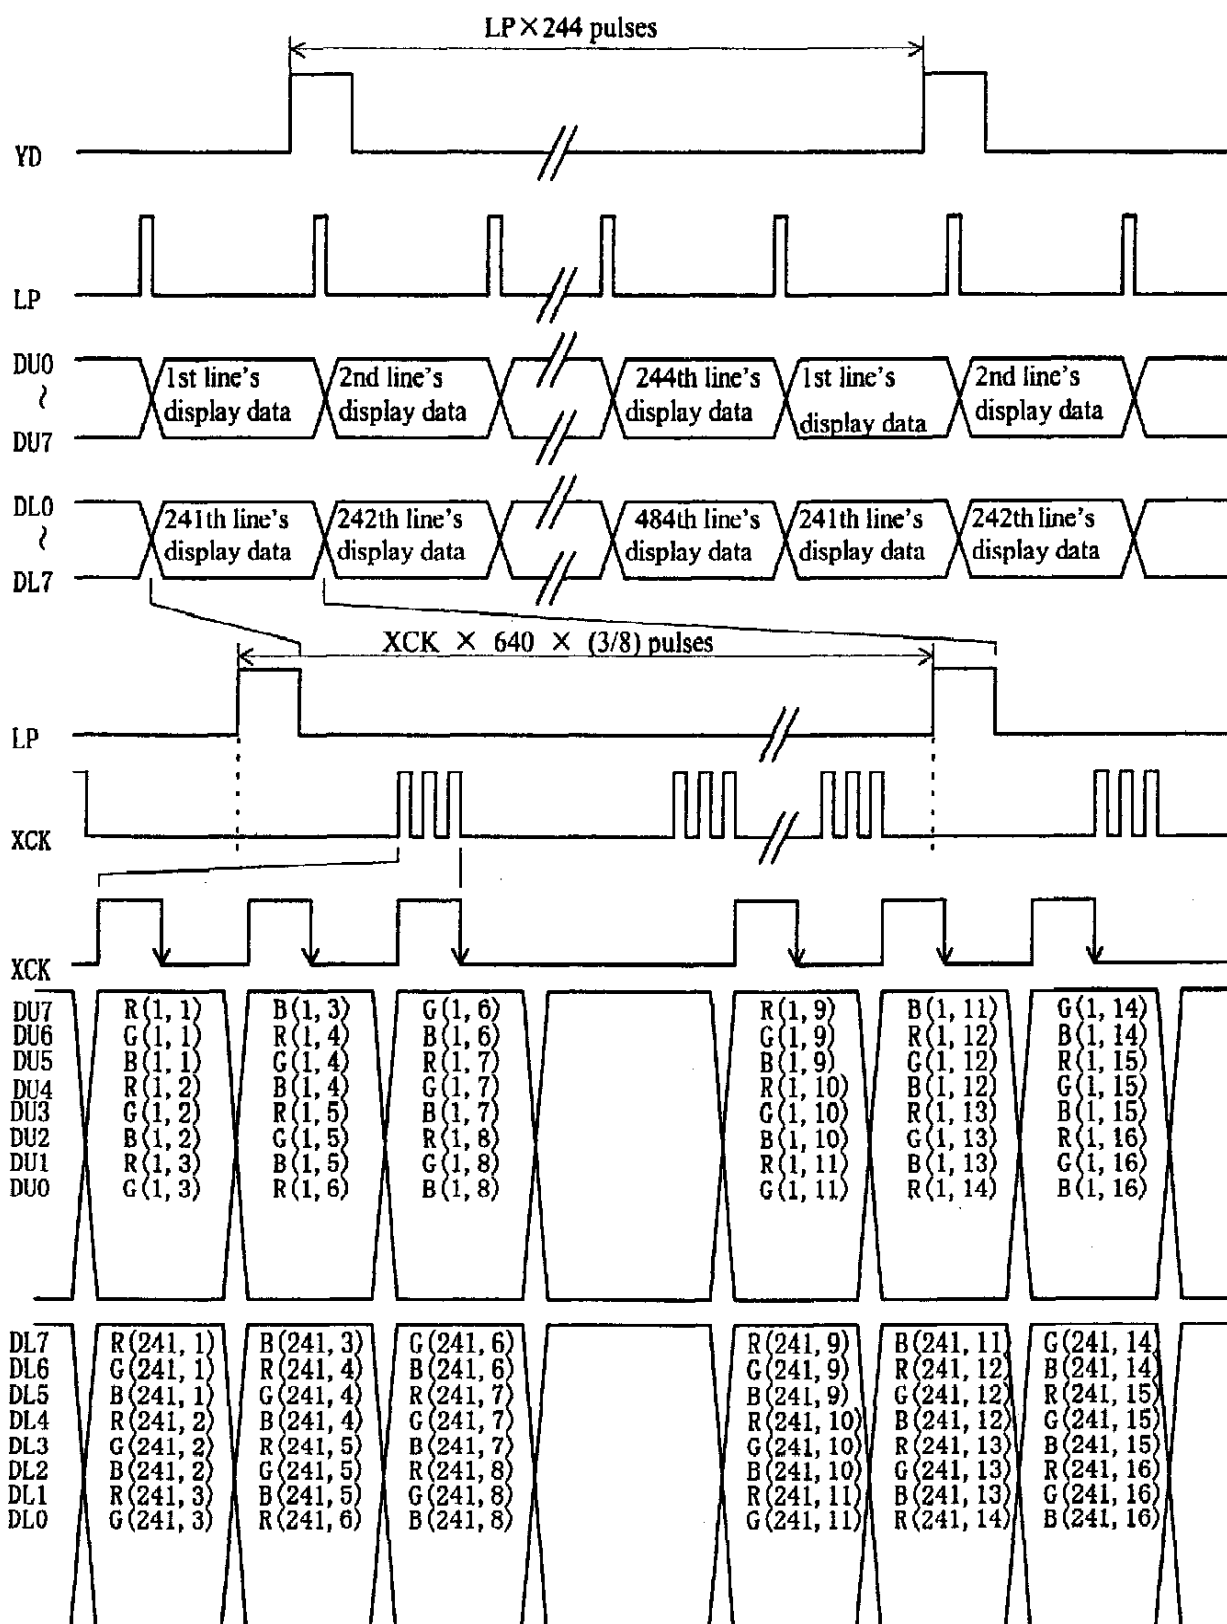 LP×244 pulses
YD
LP
DU0
~
DU7
1st line's display data
2nd line's display data
244th line's display data
1st line's display data
2nd line's display data
DL0
~
DL7
241th line's display data
242th line's display data
484th line's display data
241th line's display data
242th line's display data
XCK × 640 × (3/8) pulses
LP
XCK
XCK
DU7 R(1, 1) B(1, 3) G(1, 6) R(1, 9) B(1, 11) G(1, 14)
DU6 G(1, 1) R(1, 4) B(1, 6) G(1, 9) R(1, 12) B(1, 14)
DU5 B(1, 1) G(1, 4) R(1, 7) B(1, 9) G(1, 12) R(1, 15)
DU4 R(1, 2) B(1, 4) G(1, 7) R(1, 10) B(1, 12) G(1, 15)
DU3 G(1, 2) R(1, 5) B(1, 7) G(1, 10) R(1, 13) B(1, 15)
DU2 B(1, 2) G(1, 5) R(1, 8) B(1, 10) G(1, 13) R(1, 16)
DU1 R(1, 3) B(1, 5) G(1, 8) R(1, 11) B(1, 13) G(1, 16)
DU0 G(1, 3) R(1, 6) B(1, 8) G(1, 11) R(1, 14) B(1, 16)
DL7 R(241, 1) B(241, 3) G(241, 6) R(241, 9) B(241, 11) G(241, 14)
DL6 G(241, 1) R(241, 4) B(241, 6) G(241, 9) R(241, 12) B(241, 14)
DL5 B(241, 1) G(241, 4) R(241, 7) B(241, 9) G(241, 12) R(241, 15)
DL4 R(241, 2) B(241, 4) G(241, 7) R(241, 10) B(241, 12) G(241, 15)
DL3 G(241, 2) R(241, 5) B(241, 7) G(241, 10) R(241, 13) B(241, 15)
DL2 B(241, 2) G(241, 5) R(241, 8) B(241, 10) G(241, 13) R(241, 16)
DL1 R(241, 3) B(241, 5) G(241, 8) R(241, 11) B(241, 13) G(241, 16)
DL0 G(241, 3) R(241, 6) B(241, 8) G(241, 11) R(241, 14) B(241, 16)